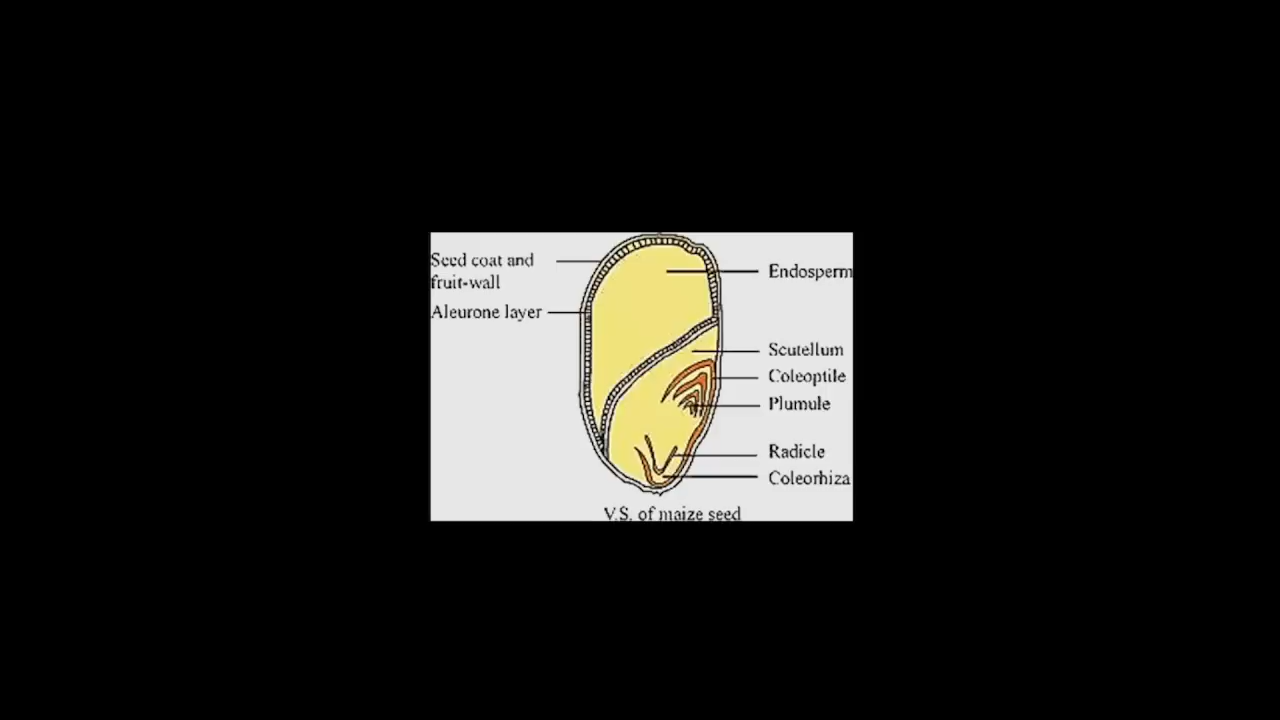 Seed coat and
fruit-wall
Aleurone layer
Endosperm
Scutellum
Coleoptile
Plumule
Radicle
Coleorhiza
V.S. of maize seed